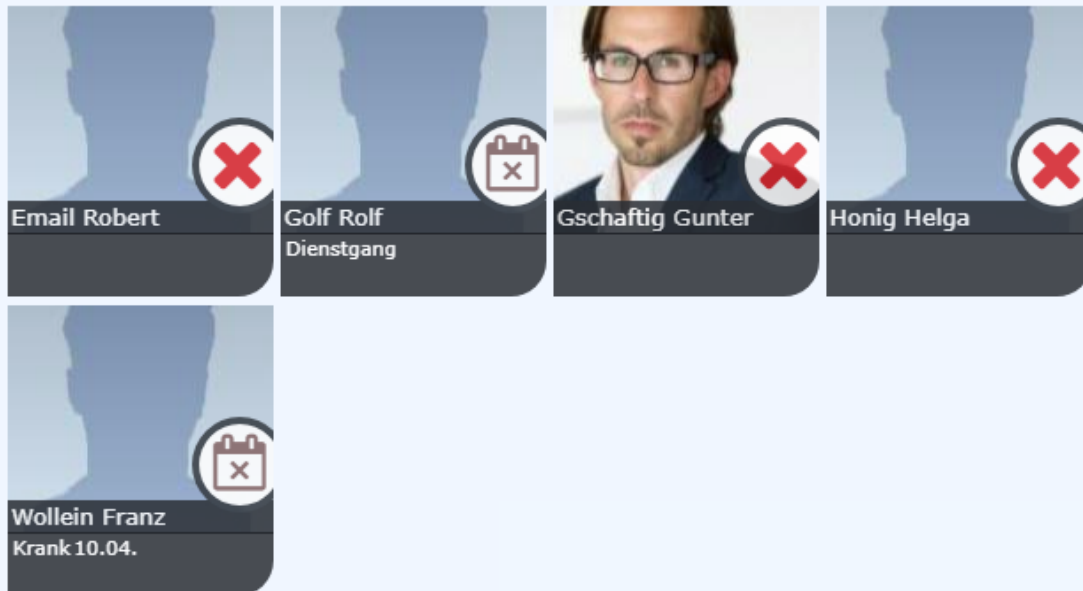 Email Robert
Golf Rolf
Dienstgang
Gschaftig Gunter
Honig Helga
Wollein Franz
Krank 10.04.